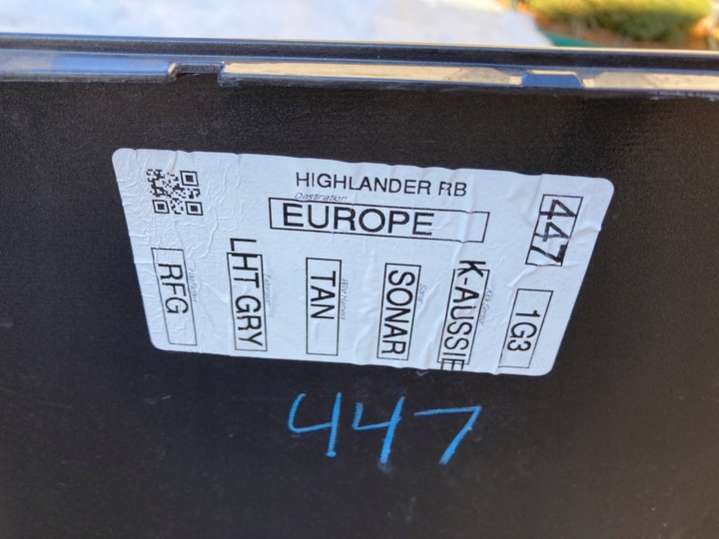 HIGHLANDER RB
Destination
EUROPE
447
RFG
LHT GRY
TAN
SONAR
K-AUSSIE
1G3
447